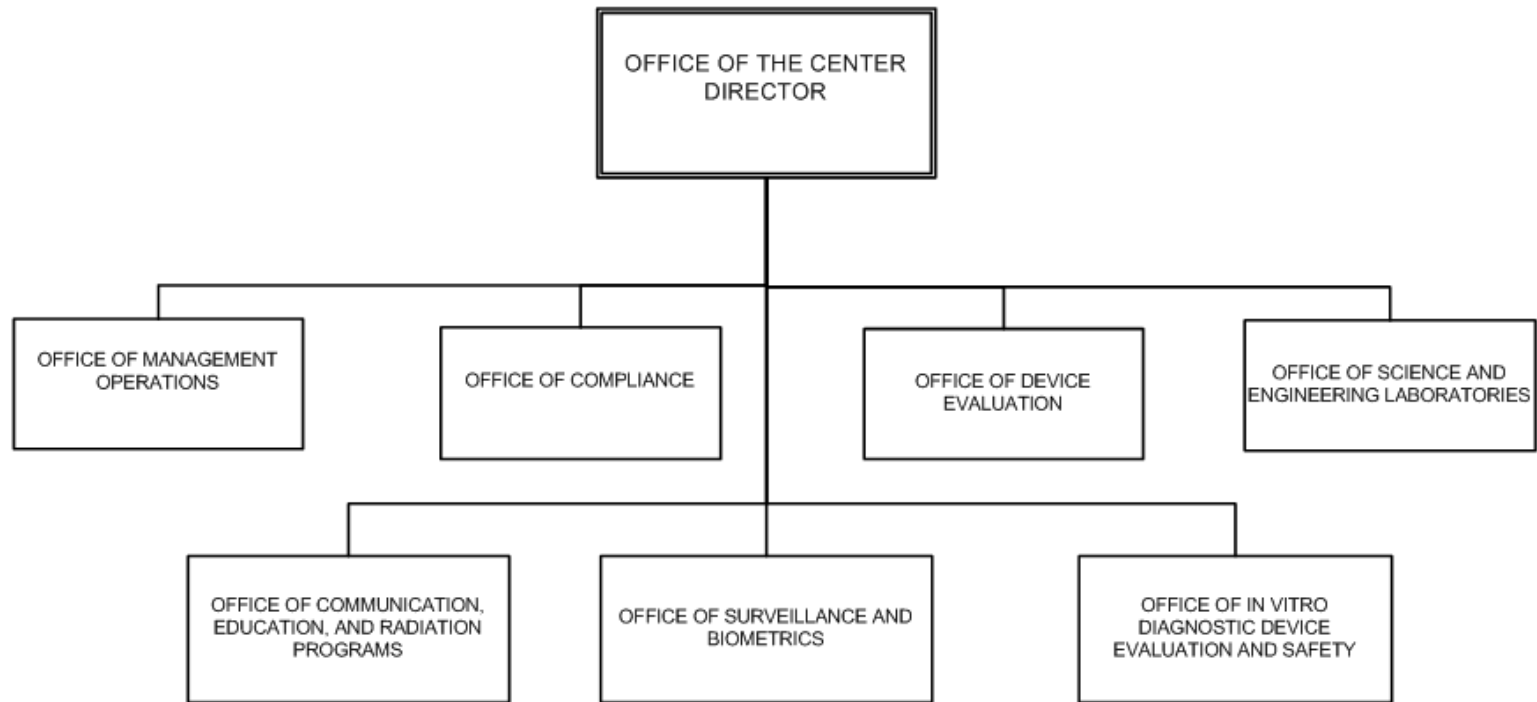 OFFICE OF THE CENTER
DIRECTOR
OFFICE OF MANAGEMENT
OPERATIONS
OFFICE OF COMPLIANCE
OFFICE OF DEVICE
EVALUATION
OFFICE OF SCIENCE AND
ENGINEERING LABORATORIES
OFFICE OF COMMUNICATION,
EDUCATION, AND RADIATION
PROGRAMS
OFFICE OF SURVEILLANCE AND
BIOMETRICS
OFFICE OF IN VITRO
DIAGNOSTIC DEVICE
EVALUATION AND SAFETY